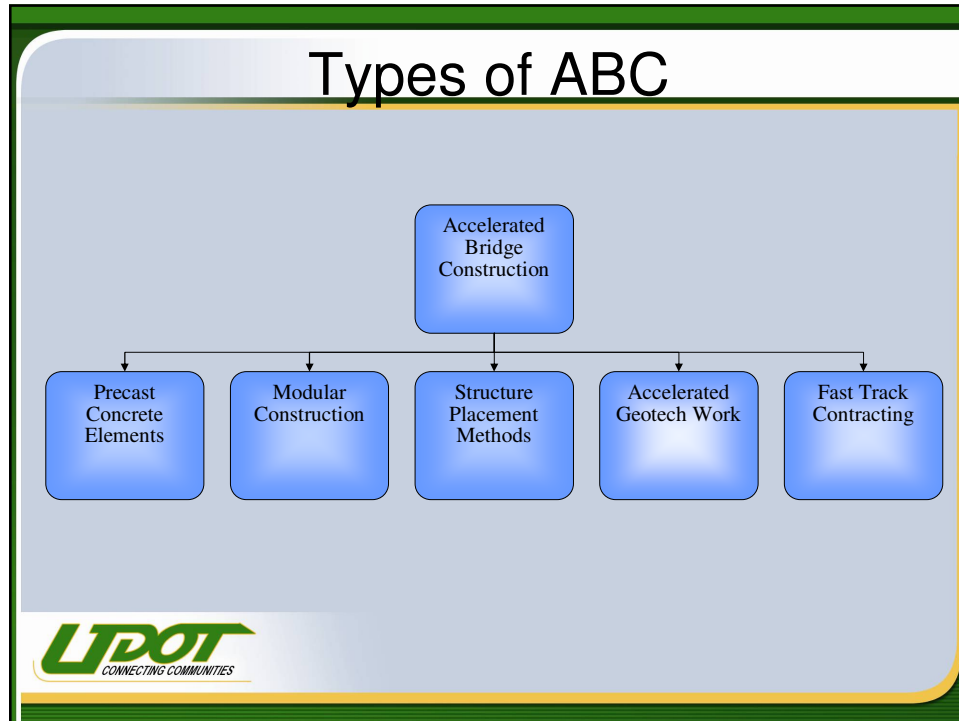 Types of ABC
Accelerated
Bridge
Construction
Precast
Concrete
Elements
Modular
Construction
Structure
Placement
Methods
Accelerated
Geotech Work
Fast Track
Contracting
UDOT
CONNECTING COMMUNITIES